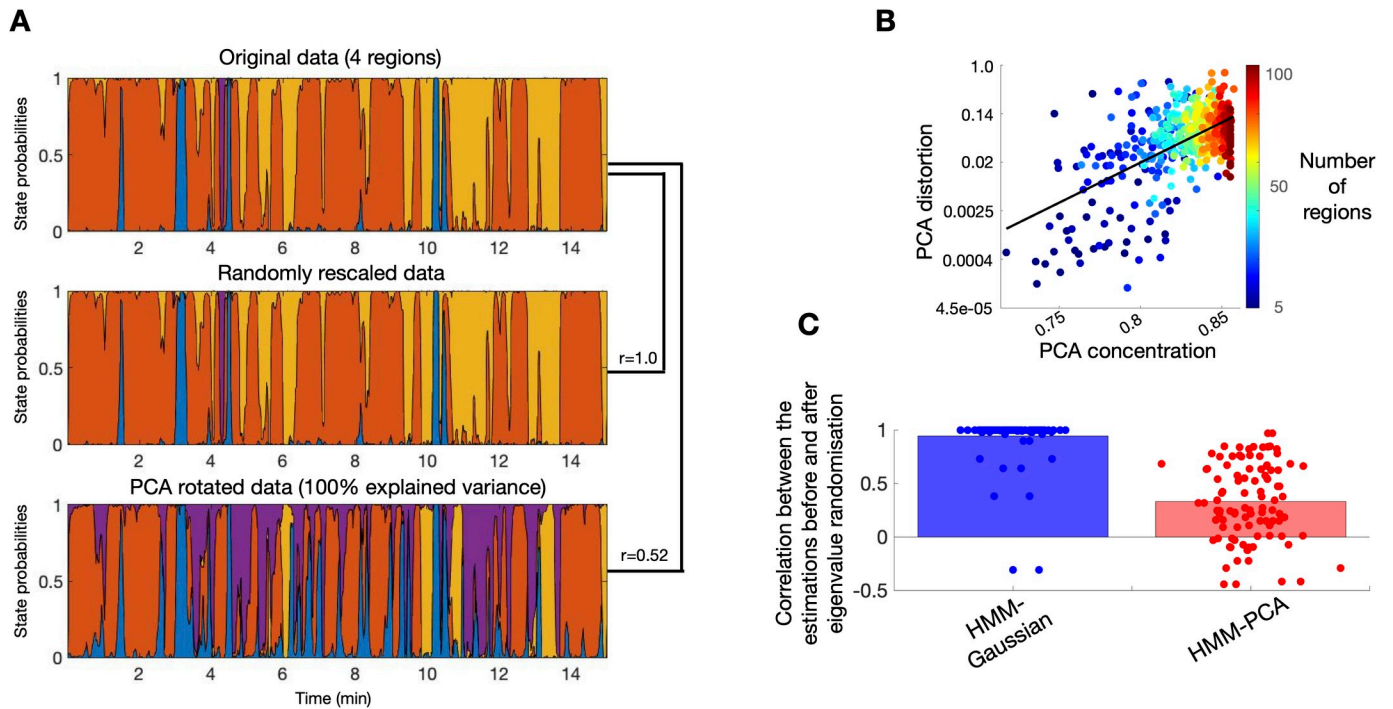 A
Original data (4 regions)
State probabilities
1
0.5
0
2 4 6 8 10 12 14
Randomly rescaled data
State probabilities
1
0.5
0
r=1.0
2 4 6 8 10 12 14
PCA rotated data (100% explained variance)
State probabilities
1
0.5
0
r=0.52
2 4 6 8 10 12 14
Time (min)
B
PCA distortion
1.0
0.14
0.02
0.0025
0.0004
4.5e-05
0.75 0.8 0.85
PCA concentration
100
50
5
Number
of
regions
C
Correlation between the
estimations before and after
eigenvalue randomisation
1
0.5
0
-0.5
HMM-
Gaussian
HMM-PCA